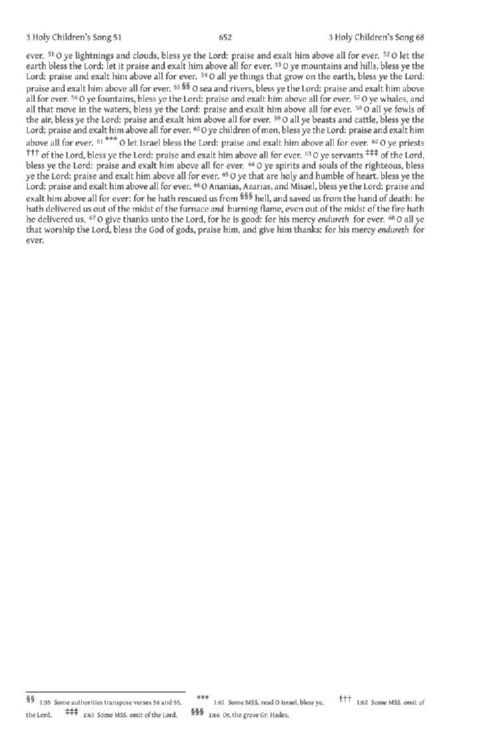 3 Holy Children's Song 51 652 3 Holy Children's Song 68
ever. 51 O ye lightnings and clouds, bless ye the Lord: praise and exalt him above all for ever. 52 O let the
earth bless the Lord: let it praise and exalt him above all for ever. 53 O ye mountains and hills, bless ye the
Lord: praise and exalt him above all for ever. 54 O all ye things that grow on the earth, bless ye the Lord:
praise and exalt him above all for ever. 55 §§ O sea and rivers, bless ye the Lord: praise and exalt him above
all for ever. 56 O ye fountains, bless ye the Lord: praise and exalt him above all for ever. 57 O ye whales, and
all that move in the waters, bless ye the Lord: praise and exalt him above all for ever. 58 O all ye fowls of
the air, bless ye the Lord: praise and exalt him above all for ever. 59 O all ye beasts and cattle, bless ye the
Lord: praise and exalt him above all for ever. 60 O ye children of men, bless ye the Lord: praise and exalt him
above all for ever. 61 *** O let Israel bless the Lord: praise and exalt him above all for ever. 62 O ye priests
††† of the Lord, bless ye the Lord: praise and exalt him above all for ever. 63 O ye servants ‡‡‡ of the Lord,
bless ye the Lord: praise and exalt him above all for ever. 64 O ye spirits and souls of the righteous, bless
ye the Lord: praise and exalt him above all for ever. 65 O ye that are holy and humble of heart, bless ye the
Lord: praise and exalt him above all for ever. 66 O Ananias, Azarias, and Misael, bless ye the Lord: praise and
exalt him above all for ever: for he hath rescued us from §§§ hell, and saved us from the hand of death: he
hath delivered us out of the midst of the furnace and burning flame, even out of the midst of the fire hath
he delivered us. 67 O give thanks unto the Lord, for he is good: for his mercy endureth for ever. 68 O all ye
that worship the Lord, bless the God of gods, praise him, and give him thanks: for his mercy endureth for
ever.
§§ 1:55 Some authorities transpose verses 56 and 55. *** 1:61 Some MSS. read O Israel, bless ye. ††† 1:62 Some MSS. omit of
the Lord. ‡‡‡ 1:63 Some MSS. omit of the Lord. §§§ 1:66 Or, the grave Gr. Hades.